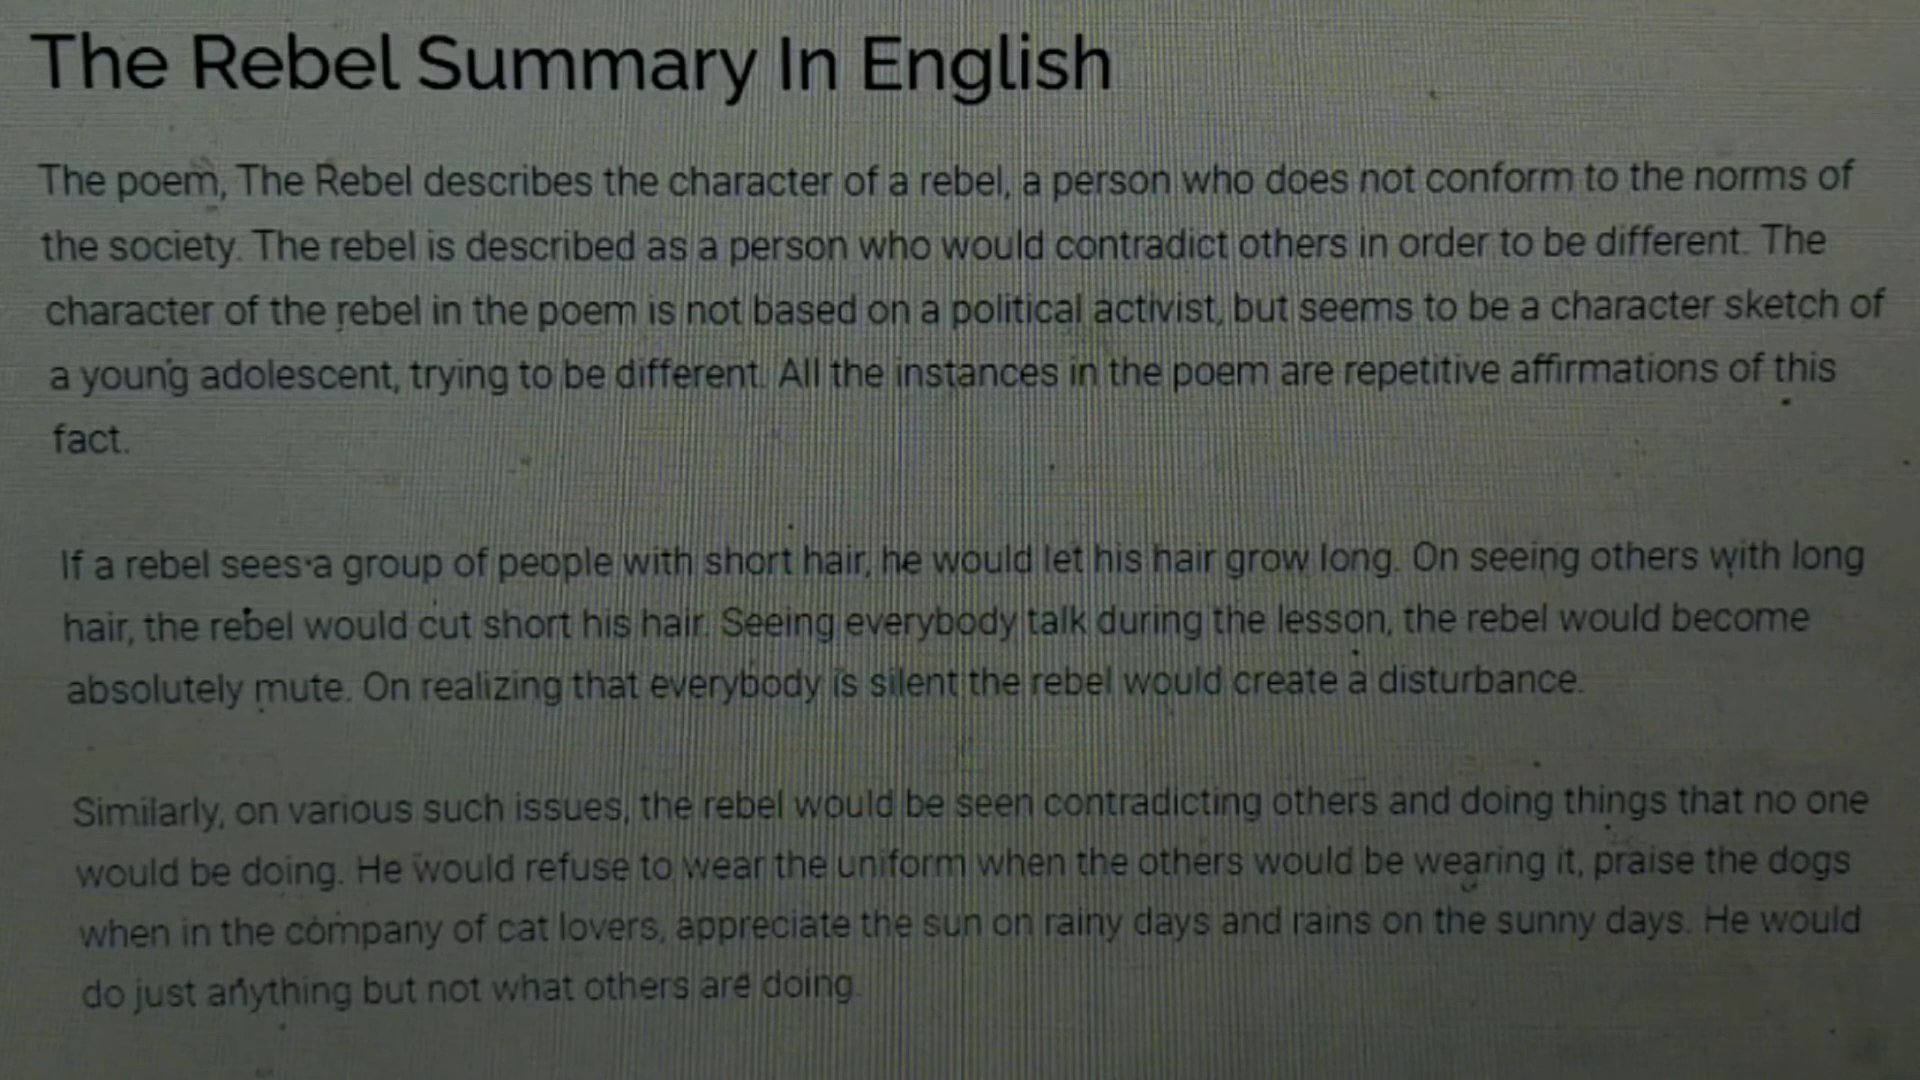 The Rebel Summary In English
The poem, The Rebel describes the character of a rebel, a person who does not conform to the norms of
the society. The rebel is described as a person who would contradict others in order to be different. The
character of the rebel in the poem is not based on a political activist, but seems to be a character sketch of
a young adolescent, trying to be different. All the instances in the poem are repetitive affirmations of this
fact.
If a rebel sees a group of people with short hair, he would let his hair grow long. On seeing others with long
hair, the rebel would cut short his hair. Seeing everybody talk during the lesson, the rebel would become
absolutely mute. On realizing that everybody is silent the rebel would create a disturbance.
Similarly, on various such issues, the rebel would be seen contradicting others and doing things that no one
would be doing. He would refuse to wear the uniform when the others would be wearing it, praise the dogs
when in the company of cat lovers, appreciate the sun on rainy days and rains on the sunny days. He would
do just anything but not what others are doing.